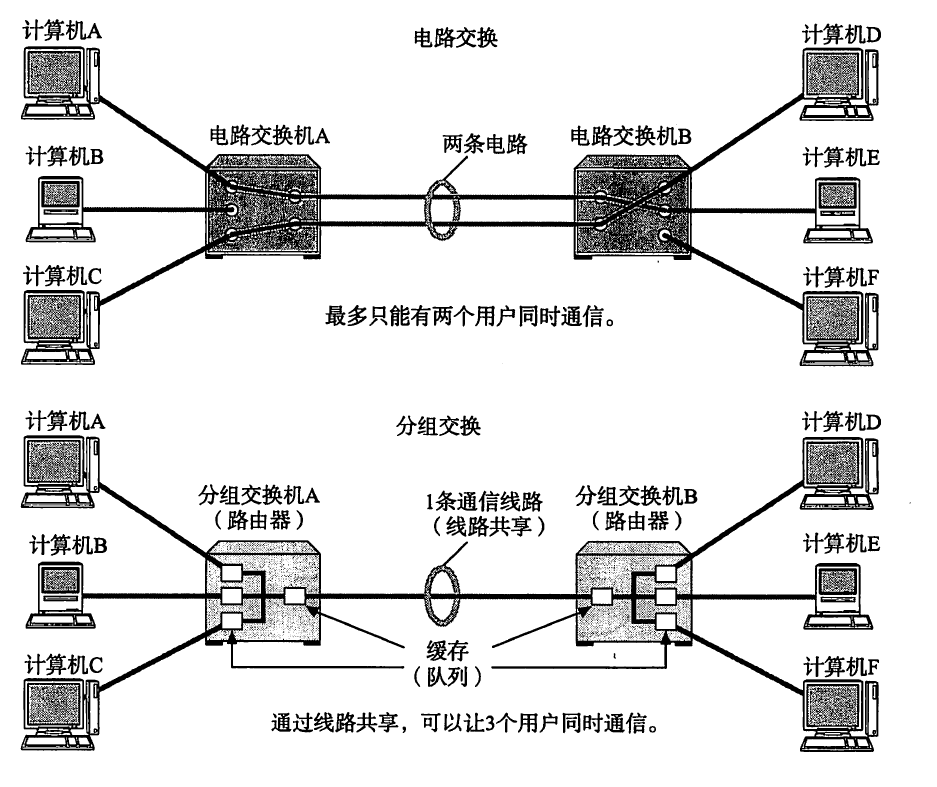 计算机A
电路交换
计算机D
电路交换机A
两条电路
电路交换机B
计算机B
计算机E
计算机C
计算机F
最多只能有两个用户同时通信。
计算机A
分组交换
计算机D
分组交换机A
（路由器）
1条通信线路
（线路共享）
分组交换机B
（路由器）
计算机B
计算机E
缓存
（队列）
计算机C
计算机F
通过线路共享，可以让3个用户同时通信。